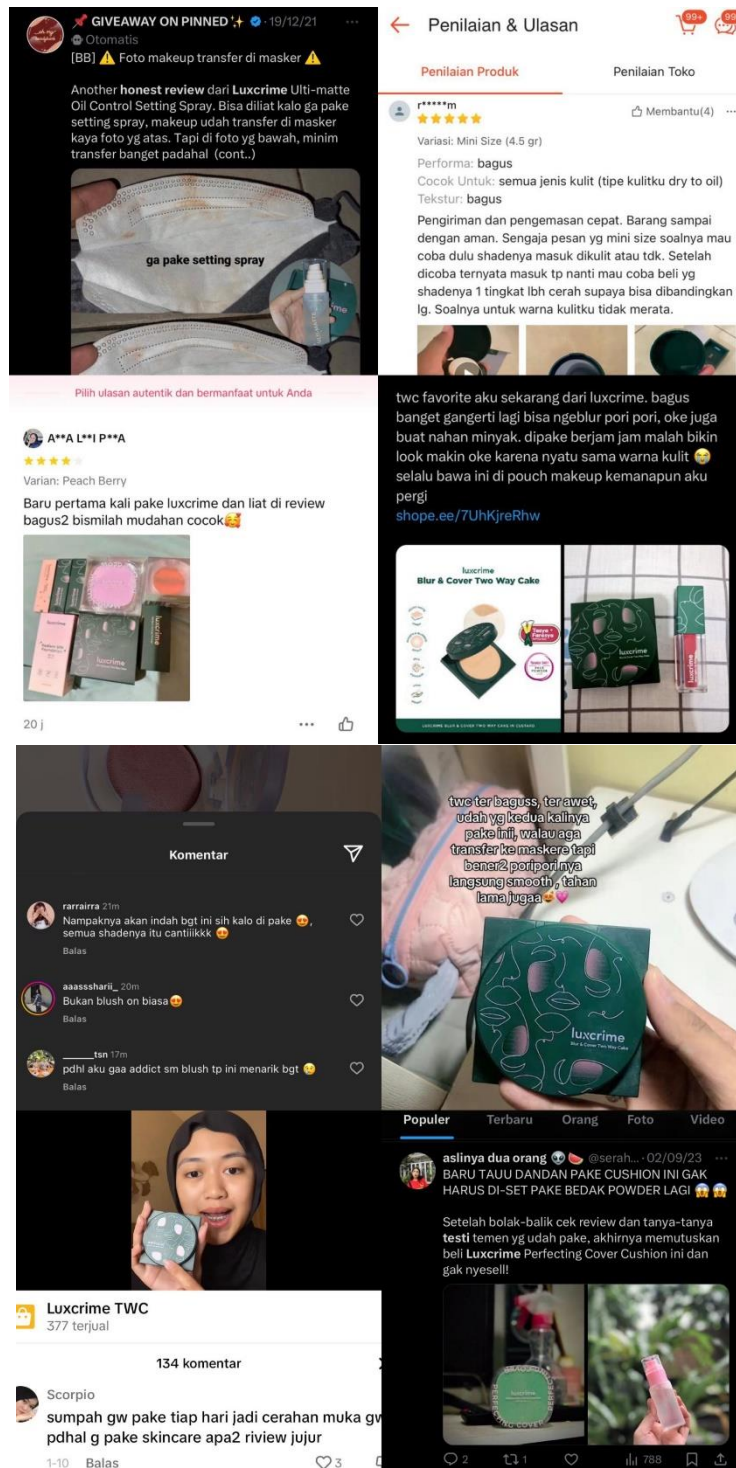 📌 GIVEAWAY ON PINNED ✨ · 19/12/21
Otomatis
[BB] ⚠️ Foto makeup transfer di masker ⚠️
Another honest review dari Luxcrime Ulti-matte
Oil Control Setting Spray. Bisa diliat kalo ga pake
setting spray, makeup udah transfer di masker
kaya foto yg atas. Tapi di foto yg bawah, minim
transfer banget padahal (cont..)
ga pake setting spray
Penilaian & Ulasan
99+
99
Penilaian Produk
Penilaian Toko
r*****m
Membantu(4)
Variasi: Mini Size (4.5 gr)
Performa: bagus
Cocok Untuk: semua jenis kulit (tipe kulitku dry to oil)
Tekstur: bagus
Pengiriman dan pengemasan cepat. Barang sampai
dengan aman. Sengaja pesan yg mini size soalnya mau
coba dulu shadenya masuk dikulit atau tdk. Setelah
dicoba ternyata masuk tp nanti mau coba beli yg
shadenya 1 tingkat lbh cerah supaya bisa dibandingkan
lg. Soalnya untuk warna kulitku tidak merata.
Pilih ulasan autentik dan bermanfaat untuk Anda
A**A L**I P**A
Varian: Peach Berry
Baru pertama kali pake luxcrime dan liat di review
bagus2 bismilah mudahan cocok🥰
luxcrime
20 j
twc favorite aku sekarang dari luxcrime. bagus
banget gangerti lagi bisa ngeblur pori pori, oke juga
buat nahan minyak. dipake berjam jam malah bikin
look makin oke karena nyatu sama warna kulit 😭
selalu bawa ini di pouch makeup kemanapun aku
pergi
shope.ee/7UhKjreRhw
luxcrime
Blur & Cover Two Way Cake
LUXCRIME BLUR & COVER TWO WAY CAKE IN CUSTARD
luxcrime
luxcrime
Komentar
rarrairra 21m
Nampaknya akan indah bgt ini sih kalo di pake 😍,
semua shadenya itu cantiiikkk 😍
Balas
aaasssharii_ 20m
Bukan blush on biasa😍
Balas
______tsn 17m
pdhl aku gaa addict sm blush tp ini menarik bgt 🥹
Balas
Luxcrime TWC
377 terjual
134 komentar
Scorpio
sumpah gw pake tiap hari jadi cerahan muka gw
pdhal g pake skincare apa2 riview jujur
1-10 Balas
3
twc ter baguss, ter awet,
udah yg kedua kalinya
pake inii, walau aga
transfer ke maskere tapi
bener2 poriporinya
langsung smooth , tahan
lama jugaa🥰💗
luxcrime
Blur & Cover Two Way Cake
Populer
Terbaru
Orang
Foto
Video
aslinya dua orang 👽🍉 @serah... · 02/09/23
BARU TAUU DANDAN PAKE CUSHION INI GAK
HARUS DI-SET PAKE BEDAK POWDER LAGI 😱😱
Setelah bolak-balik cek review dan tanya-tanya
testi temen yg udah pake, akhirnya memutuskan
beli Luxcrime Perfecting Cover Cushion ini dan
gak nyesell!
luxcrime
2
1
788